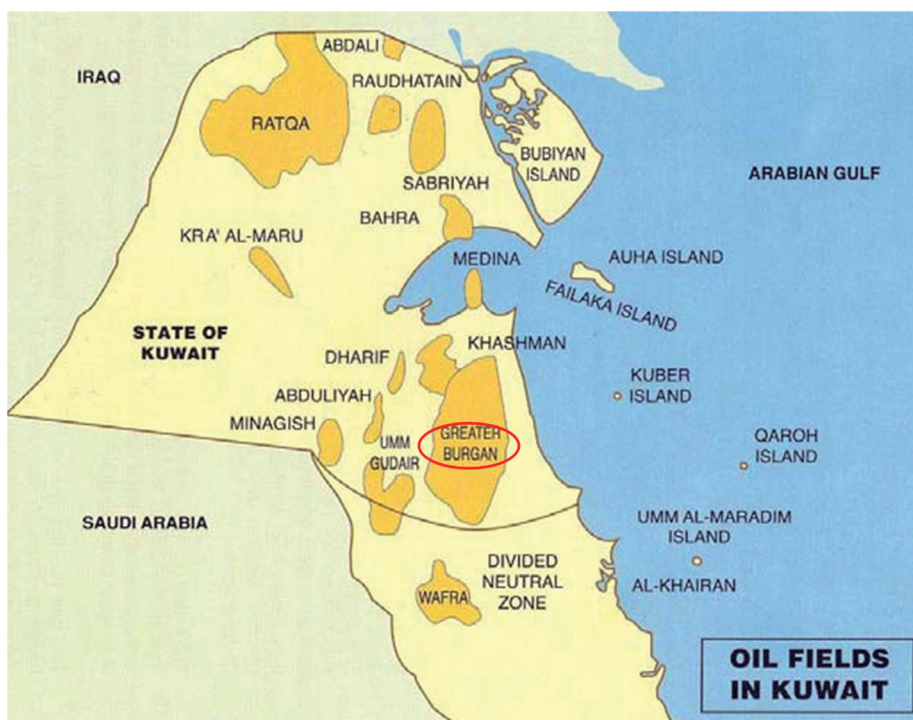 ABDALI
IRAQ
RAUDHATAIN
RATQA
BUBIYAN
ISLAND
ARABIAN GULF
SABRIYAH
BAHRA
KRA' AL-MARU
MEDINA
AUHA ISLAND
FAILAKA ISLAND
STATE OF
KUWAIT
KHASHMAN
DHARIF
KUBER
ISLAND
ABDULIYAH
MINAGISH
UMM
GUDAIR
GREATER
BURGAN
QAROH
ISLAND
SAUDI ARABIA
UMM AL-MARADIM
ISLAND
DIVIDED
NEUTRAL
ZONE
AL-KHAIRAN
WAFRA
OIL FIELDS
IN KUWAIT